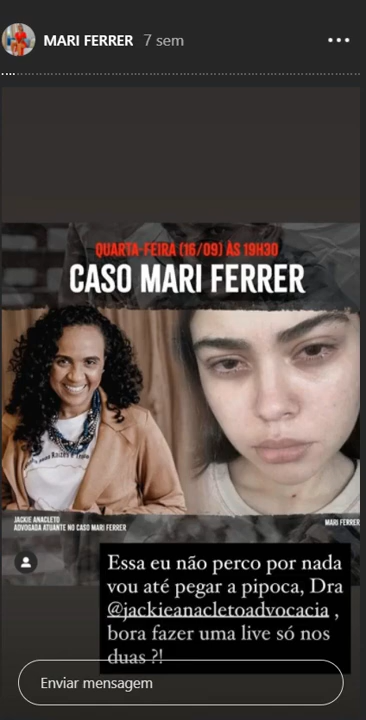 MARI FERRER 7 sem
QUARTA-FEIRA (16/09) ÀS 19H30
CASO MARI FERRER
JACKIE ANACLETO
ADVOGADA ATUANTE NO CASO MARI FERRER
MARI FERRER
Essa eu não perco por nada
vou até pegar a pipoca, Dra
@jackieanacletoadvocacia ,
bora fazer uma live só nos
duas ?!
Enviar mensagem